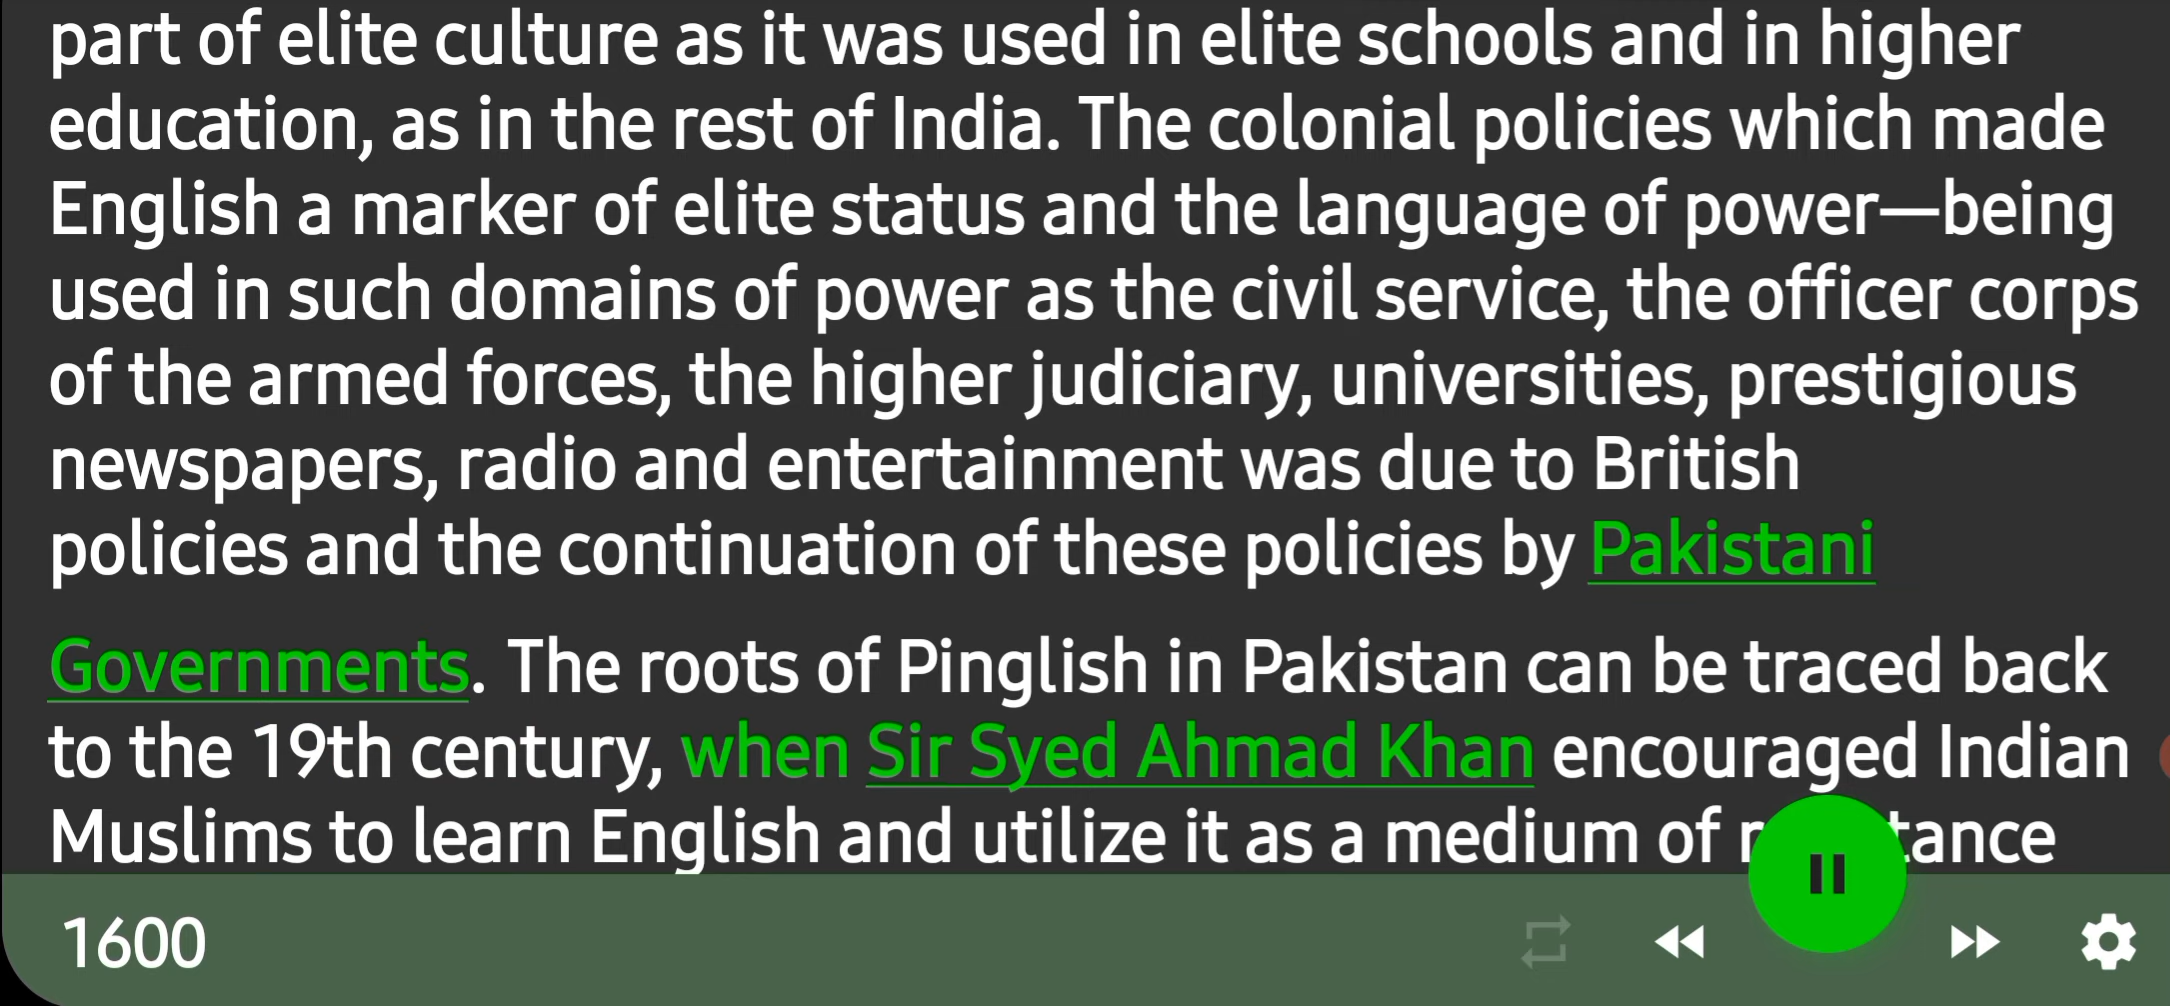 part of elite culture as it was used in elite schools and in higher
education, as in the rest of India. The colonial policies which made
English a marker of elite status and the language of power—being
used in such domains of power as the civil service, the officer corps
of the armed forces, the higher judiciary, universities, prestigious
newspapers, radio and entertainment was due to British
policies and the continuation of these policies by Pakistani
Governments. The roots of Pinglish in Pakistan can be traced back
to the 19th century, when Sir Syed Ahmad Khan encouraged Indian
Muslims to learn English and utilize it as a medium of
1600